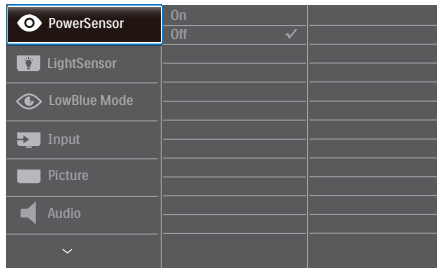 PowerSensor
On
Off
LightSensor
LowBlue Mode
Input
Picture
Audio